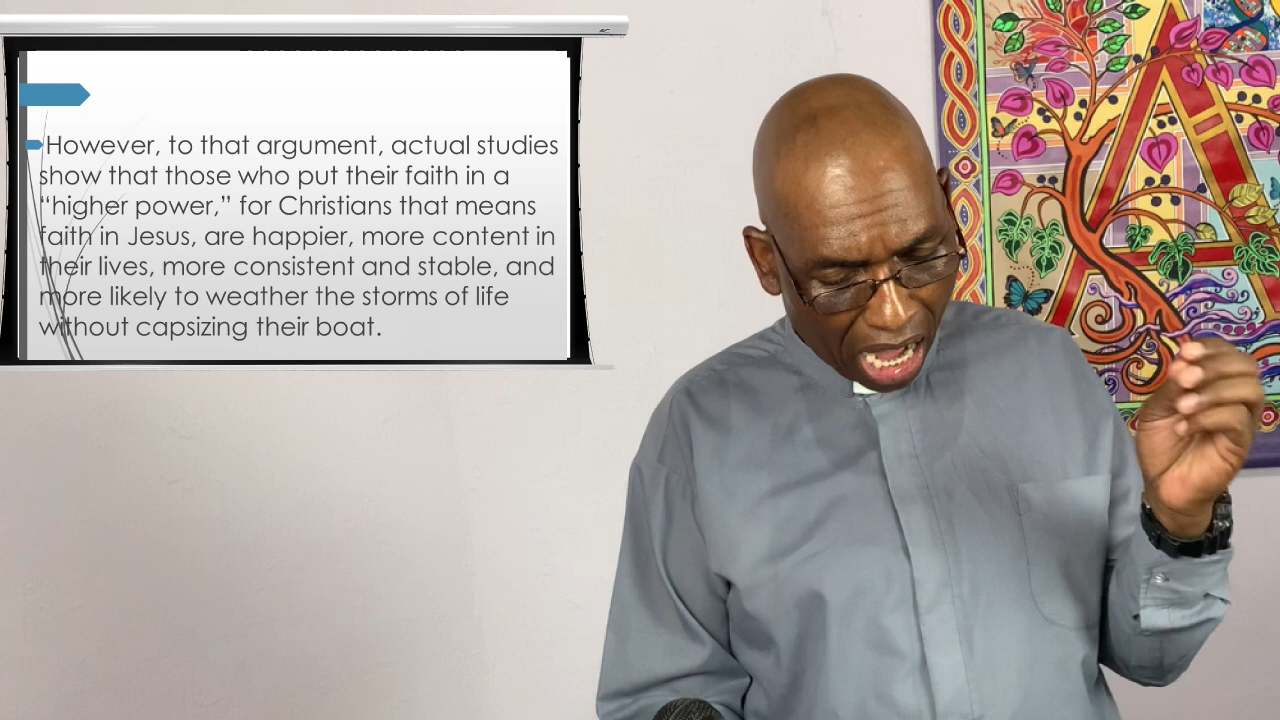 However, to that argument, actual studies
show that those who put their faith in a
“higher power,” for Christians that means
faith in Jesus, are happier, more content in
their lives, more consistent and stable, and
more likely to weather the storms of life
without capsizing their boat.